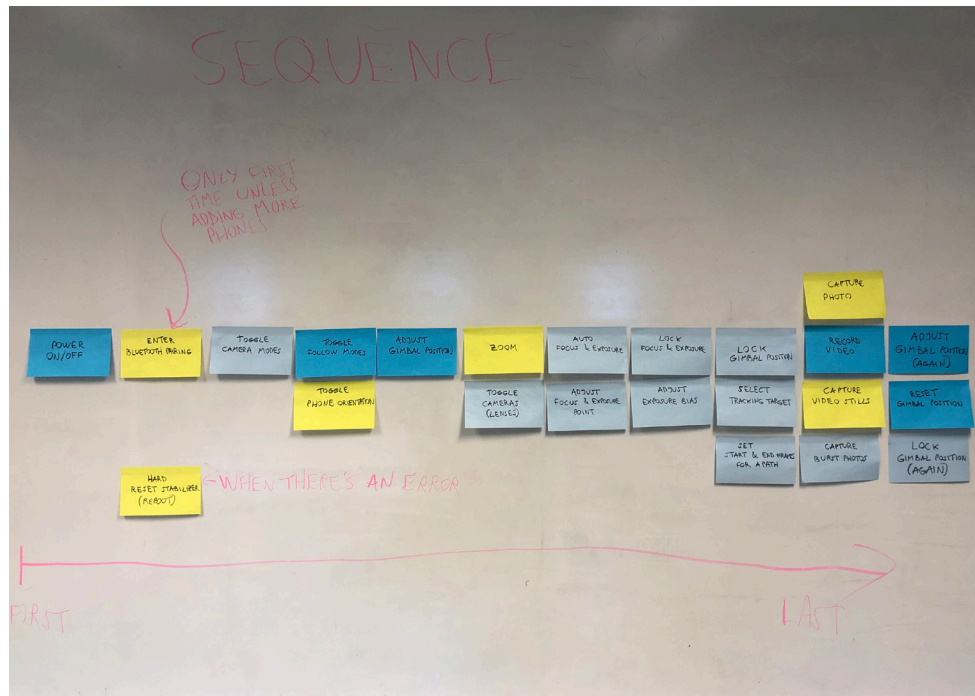 SEQUENCE
ONLY FIRST
TIME UNLESS
ADDING MORE
PHONES
CAPTURE
PHOTO
POWER
ON/OFF
ENTER
BLUETOOTH PAIRING
TOGGLE
CAMERA MODES
TOGGLE
FOLLOW MODES
ADJUST
GIMBAL POSITION
ZOOM
AUTO
FOCUS & EXPOSURE
LOCK
FOCUS & EXPOSURE
LOCK
GIMBAL POSITION
RECORD
VIDEO
ADJUST
GIMBAL POSITION
(AGAIN)
TOGGLE
PHONE ORIENTATION
TOGGLE
CAMERAS
(LENSES)
ADJUST
FOCUS & EXPOSURE
POINT
ADJUST
EXPOSURE BIAS
SELECT
TRACKING TARGET
CAPTURE
VIDEO STILLS
RESET
GIMBAL POSITION
SET
START & END FRAMES
FOR A PATH
CAPTURE
BURST PHOTOS
LOCK
GIMBAL POSITION
(AGAIN)
HARD
RESET STABILIZER
(REBOOT)
WHEN THERE'S AN ERROR
FIRST
LAST